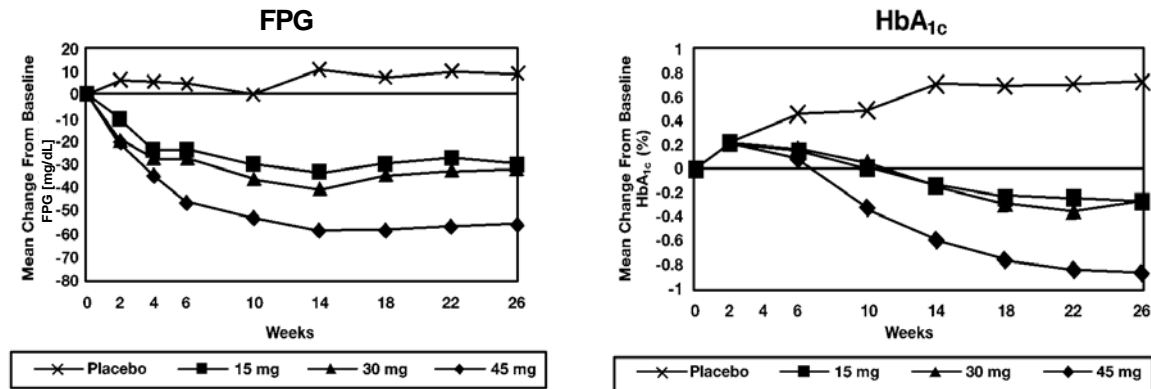 FPG
20
10
0
-10
-20
-30
-40
-50
-60
-70
-80
Mean Change From Baseline
FPG [mg/dL]
0 2 4 6 10 14 18 22 26
Weeks
Placebo 15 mg 30 mg 45 mg
HbA1c
1
0.8
0.6
0.4
0.2
0
-0.2
-0.4
-0.6
-0.8
-1
Mean Change From Baseline
HbA1c (%)
0 2 4 6 10 14 18 22 26
Weeks
Placebo 15 mg 30 mg 45 mg